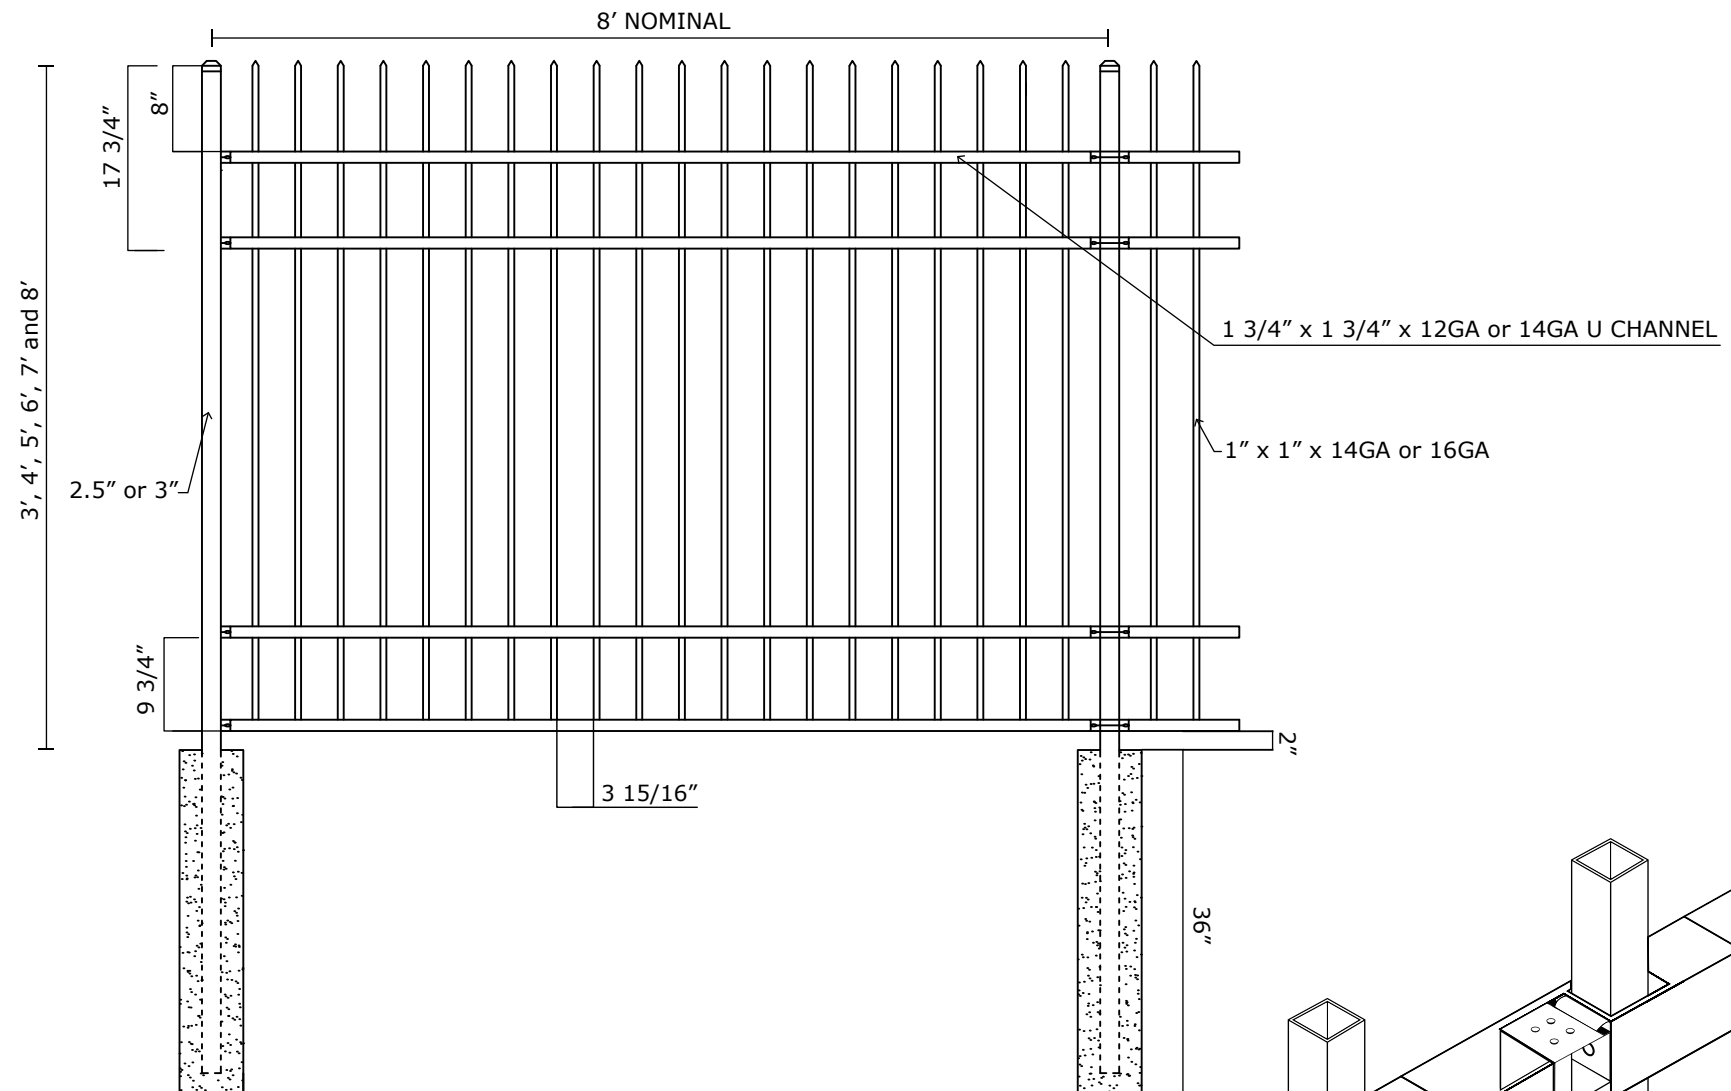 8′ NOMINAL
8″
17 3/4″
3′, 4′, 5′, 6′, 7′ and 8′
1 3/4″ x 1 3/4″ x 12GA or 14GA U CHANNEL
1″ x 1″ x 14GA or 16GA
2.5″ or 3″
9 3/4″
2″
3 15/16″
36″